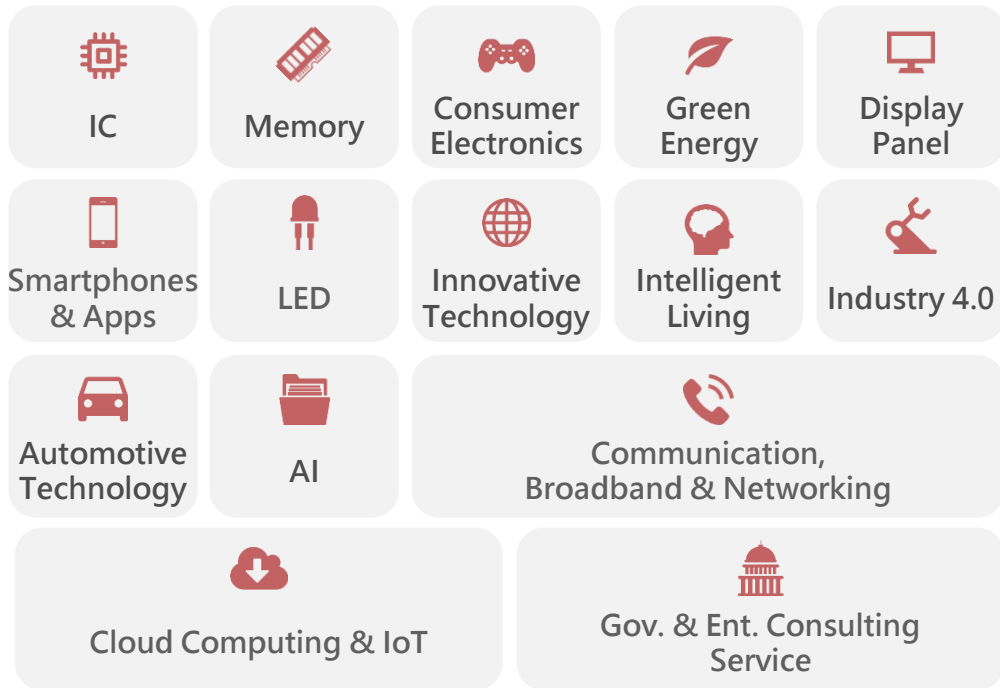 IC
Memory
Consumer
Electronics
Green
Energy
Display
Panel
Smartphones
& Apps
LED
Innovative
Technology
Intelligent
Living
Industry 4.0
Automotive
Technology
AI
Communication,
Broadband & Networking
Cloud Computing & IoT
Gov. & Ent. Consulting
Service